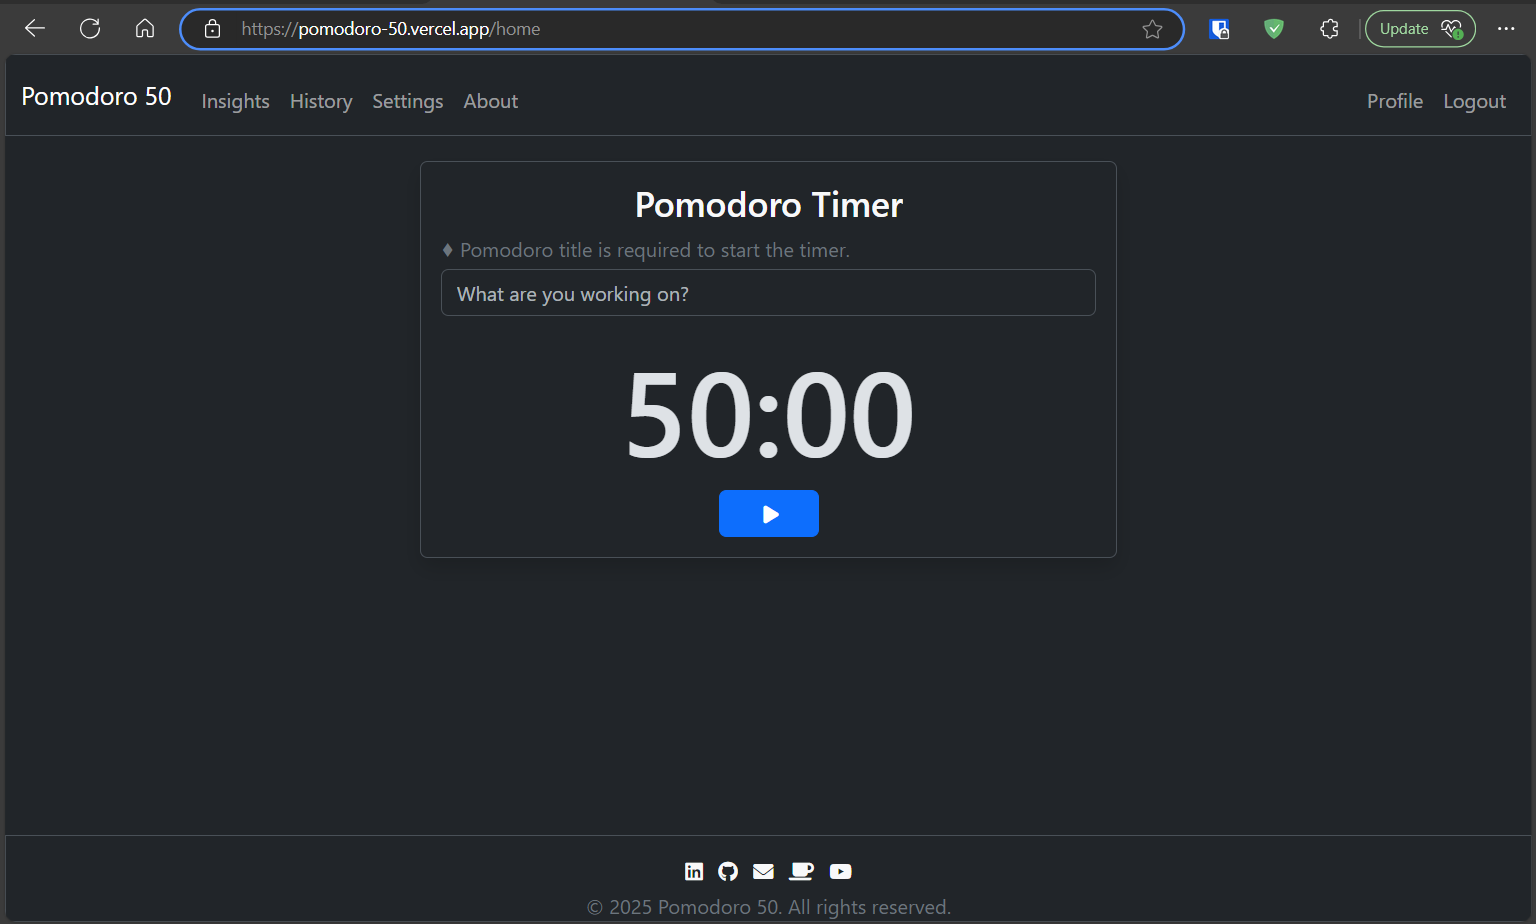 https://pomodoro-50.vercel.app/home
Update
Pomodoro 50 Insights History Settings About Profile Logout
Pomodoro Timer
♦ Pomodoro title is required to start the timer.
What are you working on?
50:00
in
© 2025 Pomodoro 50. All rights reserved.